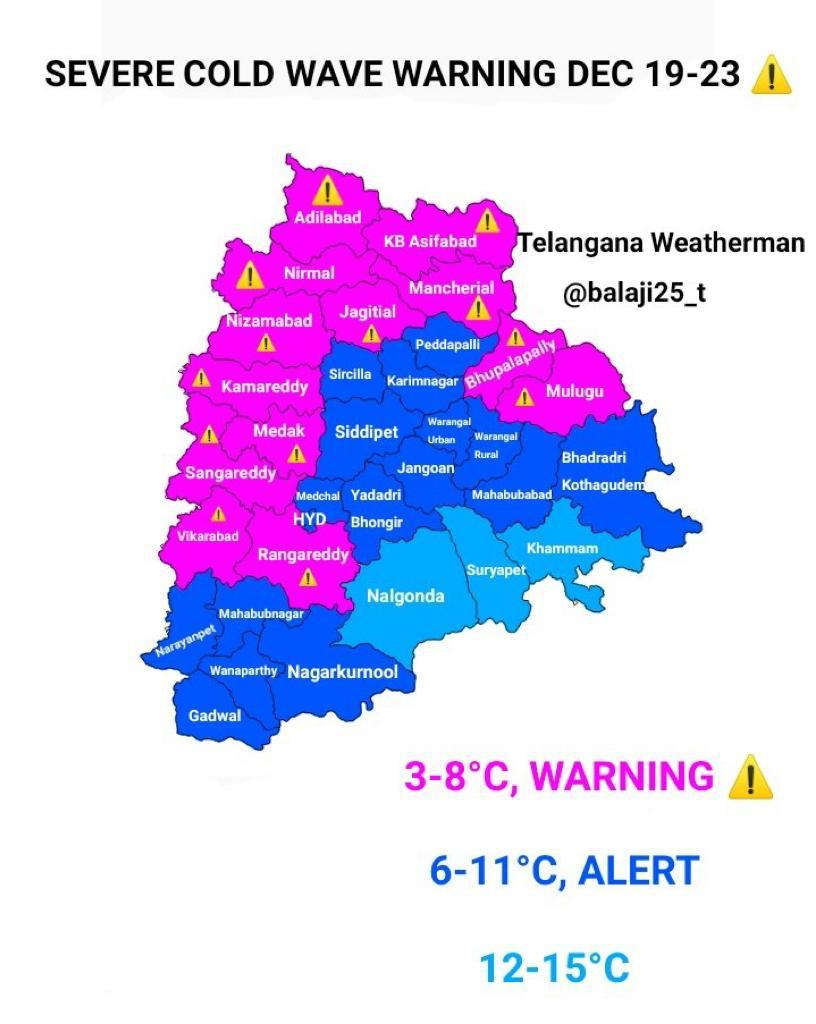 SEVERE COLD WAVE WARNING DEC 19-23
Adilabad
KB Asifabad
Telangana Weatherman
Nirmal
Mancherial
@balaji25_t
Jagitial
Nizamabad
Peddapalli
Bhupalapally
Sircilla
Karimnagar
Kamareddy
Mulugu
Warangal
Urban
Siddipet
Medak
Warangal
Rural
Bhadradri
Kothagudem
Jangoan
Sangareddy
Medchal
Yadadri
Bhongir
Mahabubabad
HYD
Vikarabad
Rangareddy
Khammam
Suryapet
Nalgonda
Mahabubnagar
Narayanpet
Wanaparthy
Nagarkurnool
Gadwal
3-8°C, WARNING
6-11°C, ALERT
12-15°C